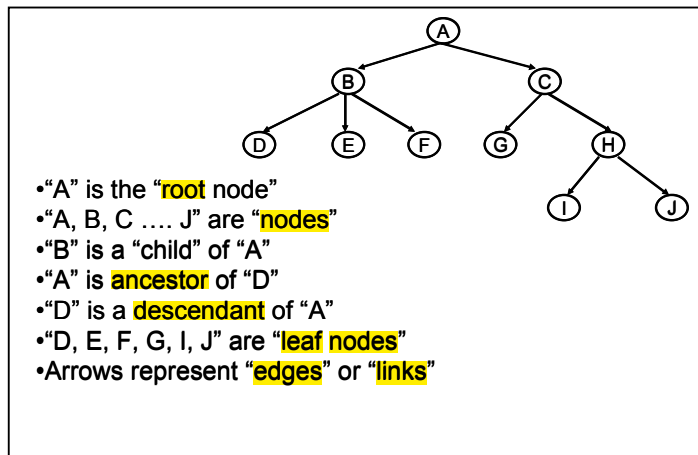 A
B C
D E F G H
I J
•“A” is the “root node”
•“A, B, C …. J” are “nodes”
•“B” is a “child” of “A”
•“A” is ancestor of “D”
•“D” is a descendant of “A”
•“D, E, F, G, I, J” are “leaf nodes”
•Arrows represent “edges” or “links”